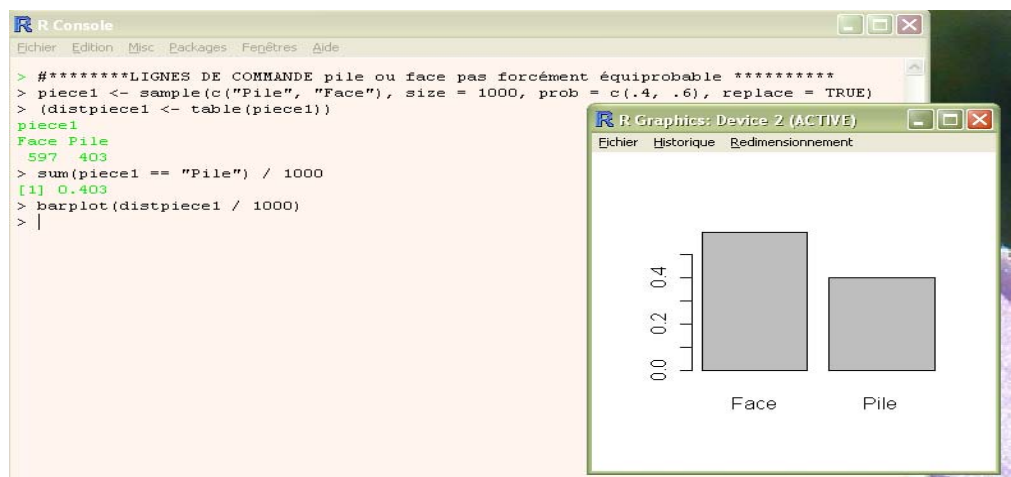 R Console
Fichier Edition Misc Packages Fenêtres Aide
> #********LIGNES DE COMMANDE pile ou face pas forcément équiprobable **********
> piece1 <- sample(c("Pile", "Face"), size = 1000, prob = c(.4, .6), replace = TRUE)
> (distpiece1 <- table(piece1))
piece1
Face Pile
597 403
> sum(piece1 == "Pile") / 1000
[1] 0.403
> barplot(distpiece1 / 1000)
>
R Graphics: Device 2 (ACTIVE)
Fichier Historique Redimensionnement
0.4
0.2
0.0
Face Pile